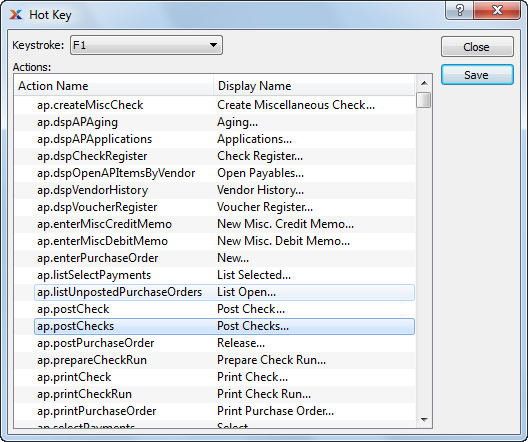 Hot Key
Keystroke: F1 Close
Actions: Save
Action Name Display Name
ap.createMiscCheck Create Miscellaneous Check...
ap.dspAPAging Aging...
ap.dspAPApplications Applications...
ap.dspCheckRegister Check Register...
ap.dspOpenAPItemsByVendor Open Payables...
ap.dspVendorHistory Vendor History...
ap.dspVoucherRegister Voucher Register...
ap.enterMiscCreditMemo New Misc. Credit Memo...
ap.enterMiscDebitMemo New Misc. Debit Memo...
ap.enterPurchaseOrder New...
ap.listSelectPayments List Selected...
ap.listUnpostedPurchaseOrders List Open...
ap.postCheck Post Check...
ap.postChecks Post Checks...
ap.postPurchaseOrder Release...
ap.prepareCheckRun Prepare Check Run...
ap.printCheck Print Check...
ap.printCheckRun Print Check Run...
ap.printPurchaseOrder Print Purchase Order...
ap.selectPayments Select...